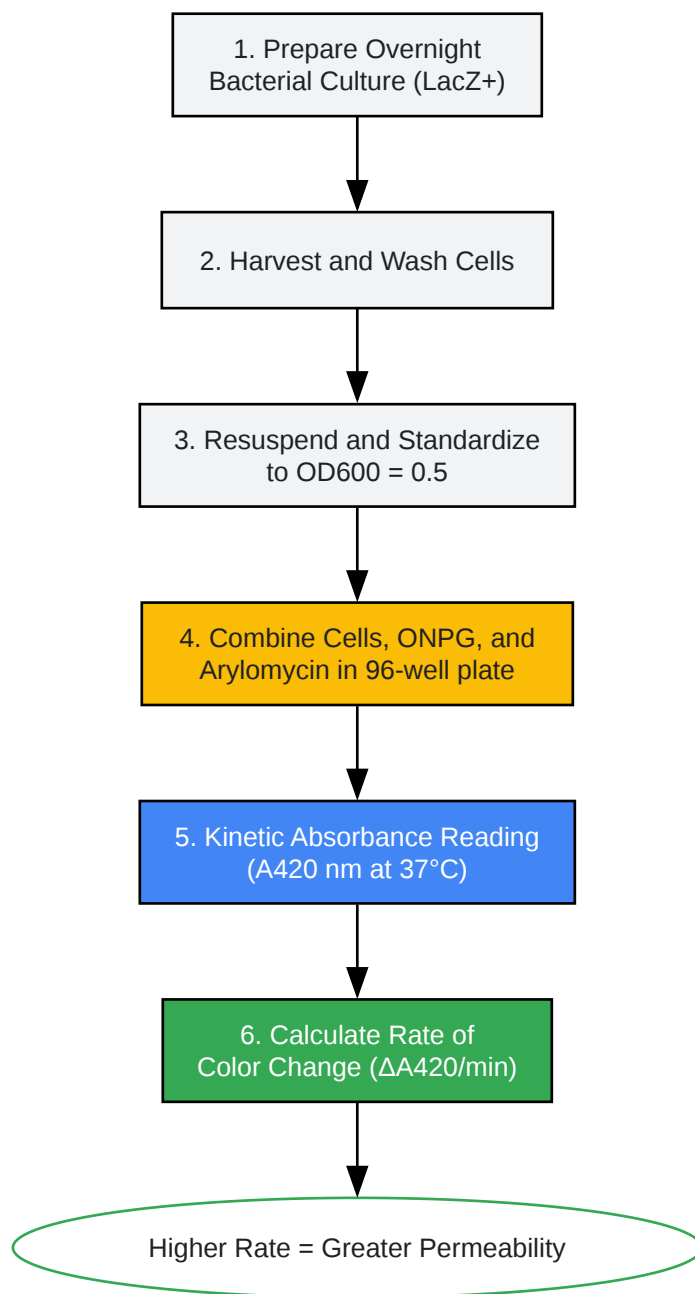 1. Prepare Overnight
Bacterial Culture (LacZ+)
2. Harvest and Wash Cells
3. Resuspend and Standardize
to OD600 = 0.5
4. Combine Cells, ONPG, and
Arylomycin in 96-well plate
5. Kinetic Absorbance Reading
(A420 nm at 37°C)
6. Calculate Rate of
Color Change (ΔA420/min)
Higher Rate = Greater Permeability